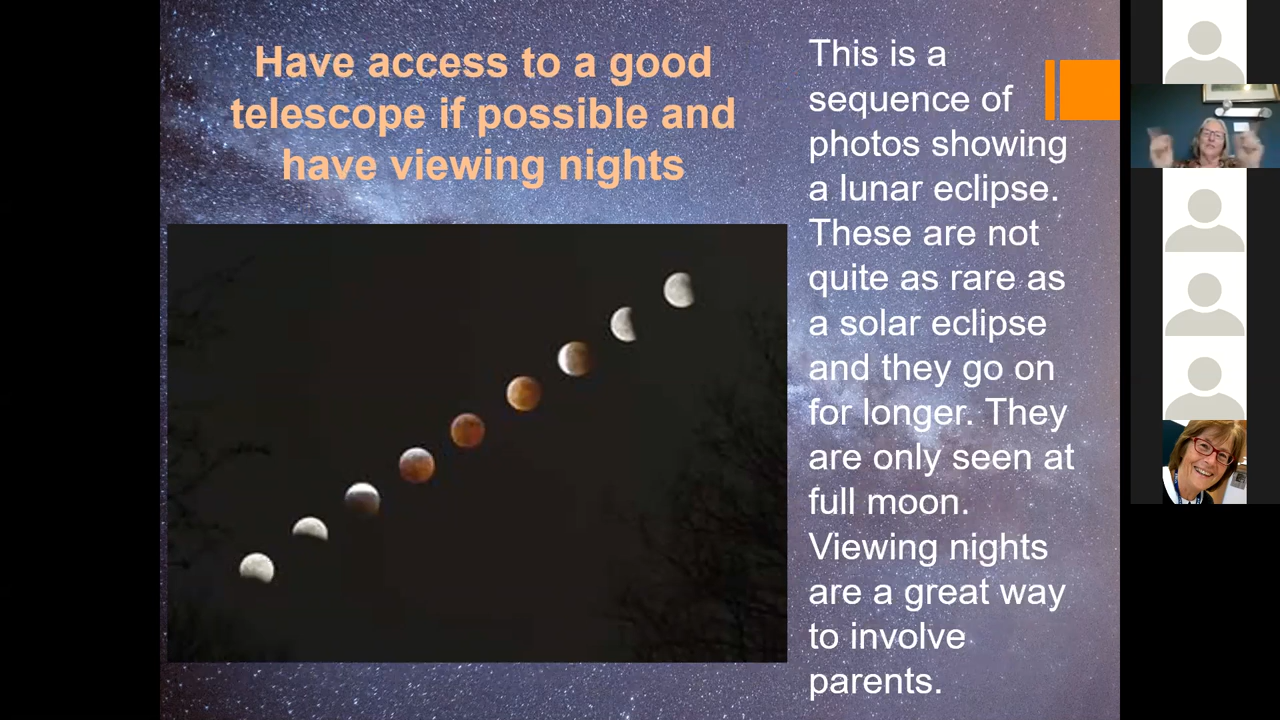 Have access to a good
telescope if possible and
have viewing nights
This is a
sequence of
photos showing
a lunar eclipse.
These are not
quite as rare as
a solar eclipse
and they go on
for longer. They
are only seen at
full moon.
Viewing nights
are a great way
to involve
parents.